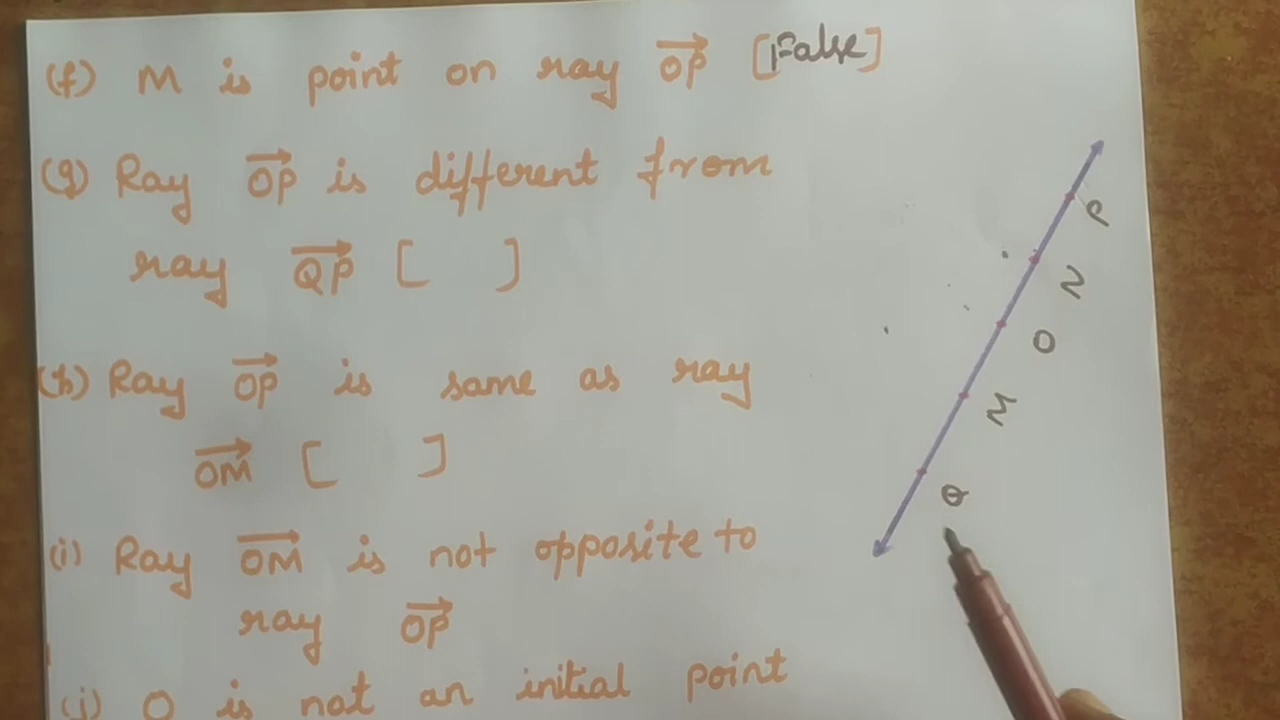 (f) M is point on ray OP [False]
(g) Ray OP is different from
ray QP [ ]
(h) Ray OP is same as ray
OM [ ]
(i) Ray OM is not opposite to
ray OP
(j) O is not an initial point
P
N
O
M
Q